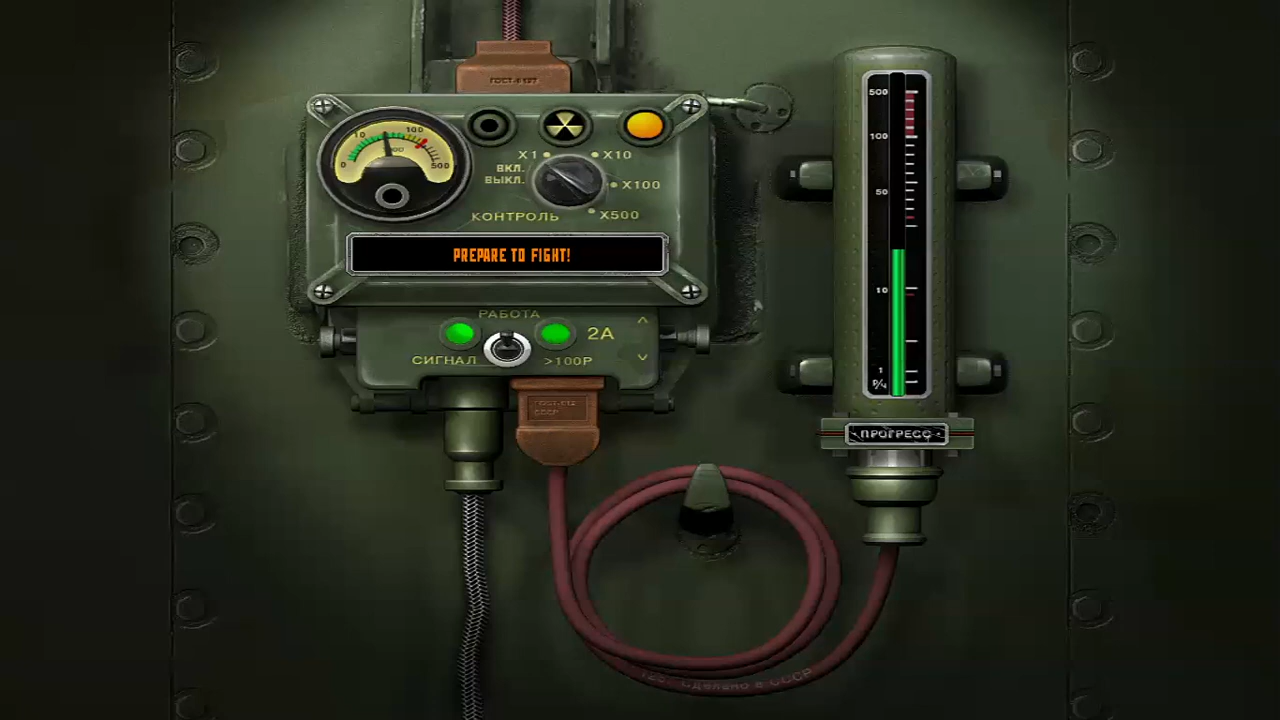 ГОСТ-6127
0 10 100 500
X1 X10
ВКЛ.
ВЫКЛ.
X100
X500
КОНТРОЛЬ
PREPARE TO FIGHT!
РАБОТА
2А
СИГНАЛ >100Р
СССР
500
100
50
10
1
Р/ч
ПРОГРЕСС
Сделано в СССР